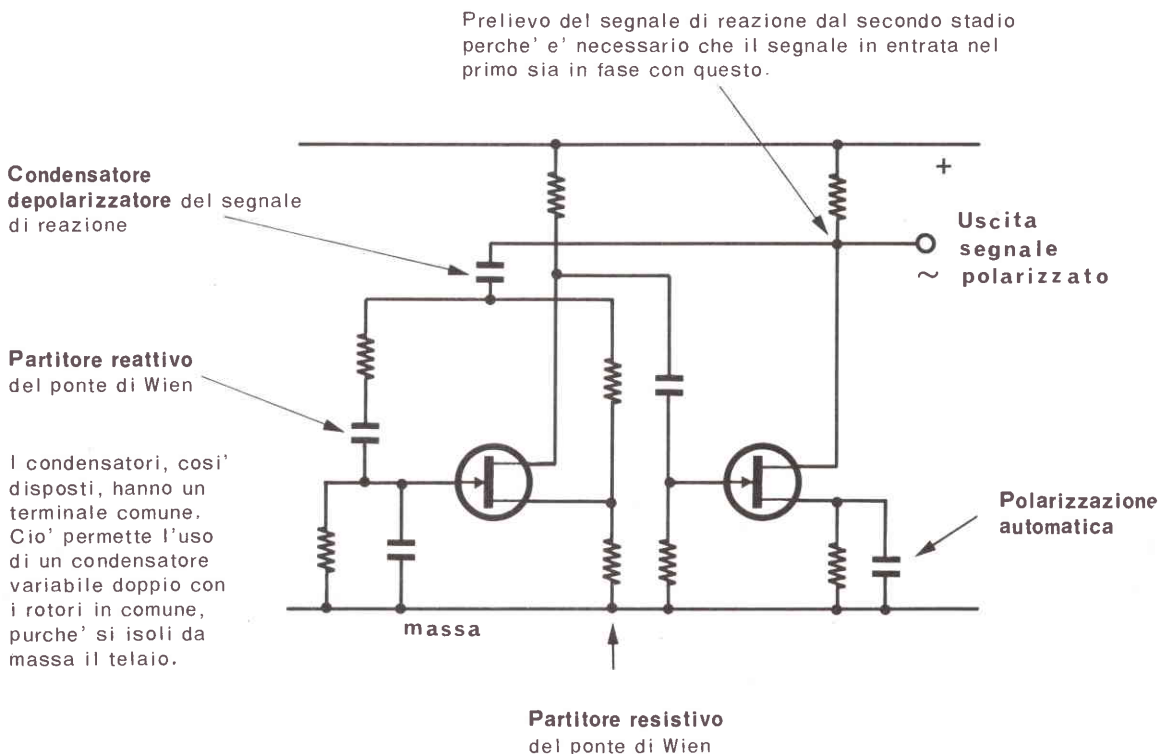 Prelievo del segnale di reazione dal secondo stadio
perche' e' necessario che il segnale in entrata nel
primo sia in fase con questo.
Condensatore
depolarizzatore del segnale
di reazione
+
Uscita
segnale
~ polarizzato
Partitore reattivo
del ponte di Wien
I condensatori, cosi'
disposti, hanno un
terminale comune.
Cio' permette l'uso
di un condensatore
variabile doppio con
i rotori in comune,
purche' si isoli da
massa il telaio.
Polarizzazione
automatica
massa
Partitore resistivo
del ponte di Wien